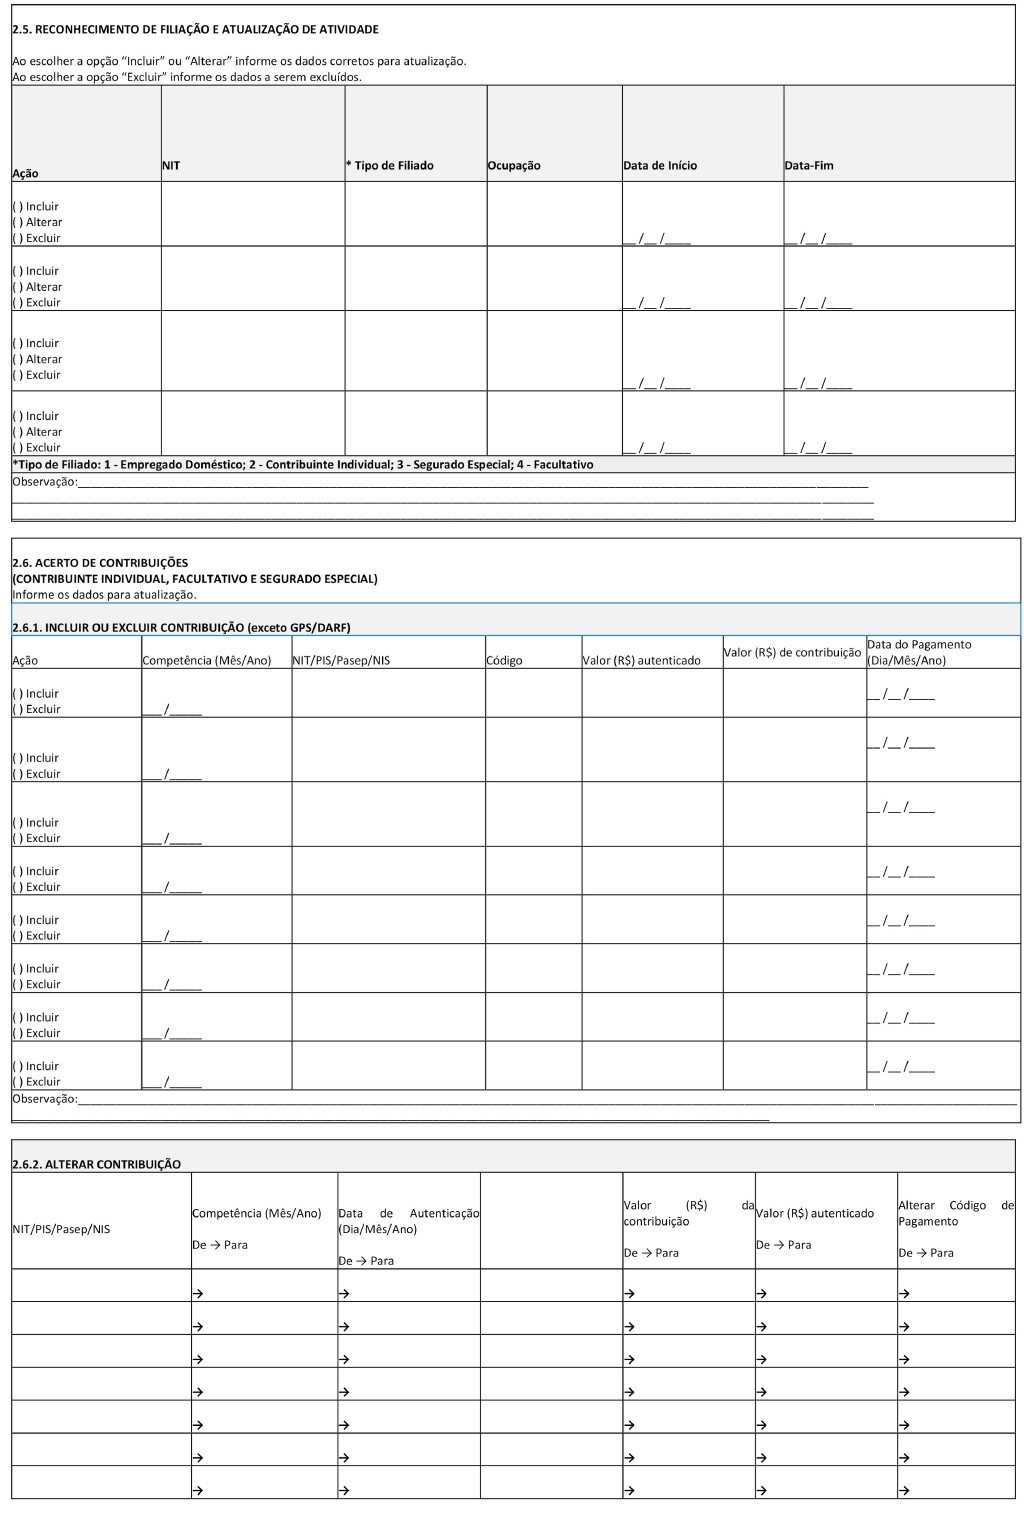 2.5. RECONHECIMENTO DE FILIAÇÃO E ATUALIZAÇÃO DE ATIVIDADE
Ao escolher a opção “Incluir” ou “Alterar” informe os dados corretos para atualização.
Ao escolher a opção “Excluir” informe os dados a serem excluídos.
Ação NIT * Tipo de Filiado Ocupação Data de Início Data-Fim
( ) Incluir
( ) Alterar
( ) Excluir __ /__ /____ __ /__ /____
( ) Incluir
( ) Alterar
( ) Excluir __ /__ /____ __ /__ /____
( ) Incluir
( ) Alterar
( ) Excluir
__ /__ /____ __ /__ /____
( ) Incluir
( ) Alterar
( ) Excluir __ /__ /____ __ /__ /____
*Tipo de Filiado: 1 - Empregado Doméstico; 2 - Contribuinte Individual; 3 - Segurado Especial; 4 - Facultativo
Observação:____
2.6. ACERTO DE CONTRIBUIÇÕES
(CONTRIBUINTE INDIVIDUAL, FACULTATIVO E SEGURADO ESPECIAL)
Informe os dados para atualização.
2.6.1. INCLUIR OU EXCLUIR CONTRIBUIÇÃO (exceto GPS/DARF)
Ação Competência (Mês/Ano) NIT/PIS/Pasep/NIS Código Valor (R$) autenticado Valor (R$) de contribuição Data do Pagamento
(Dia/Mês/Ano)
( ) Incluir __ /__ /____
( ) Excluir ___ /_____
__ /__ /____
( ) Incluir
( ) Excluir ___ /_____
__ /__ /____
( ) Incluir
( ) Excluir ___ /_____
( ) Incluir __ /__ /____
( ) Excluir ___ /_____
( ) Incluir __ /__ /____
( ) Excluir ___ /_____
( ) Incluir __ /__ /____
( ) Excluir ___ /_____
( ) Incluir __ /__ /____
( ) Excluir ___ /_____
( ) Incluir __ /__ /____
( ) Excluir ___ /_____
Observação:____
2.6.2. ALTERAR CONTRIBUIÇÃO
NIT/PIS/Pasep/NIS
Competência (Mês/Ano)
De → Para
Data de Autenticação
(Dia/Mês/Ano)
De → Para
Valor (R$) da
contribuição
De → Para
Valor (R$) autenticado
De → Para
Alterar Código de
Pagamento
De → Para
→ → → → →
→ → → → →
→ → → → →
→ → → → →
→ → → → →
→ → → → →
→ → → → →